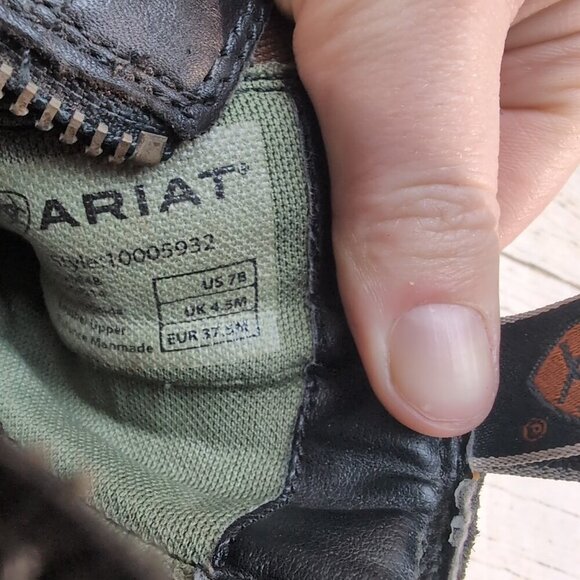 ARIAT®
Style: 10005932
US 7B
UK 4.5M
EUR 37.5M
Upper
Manmade
®